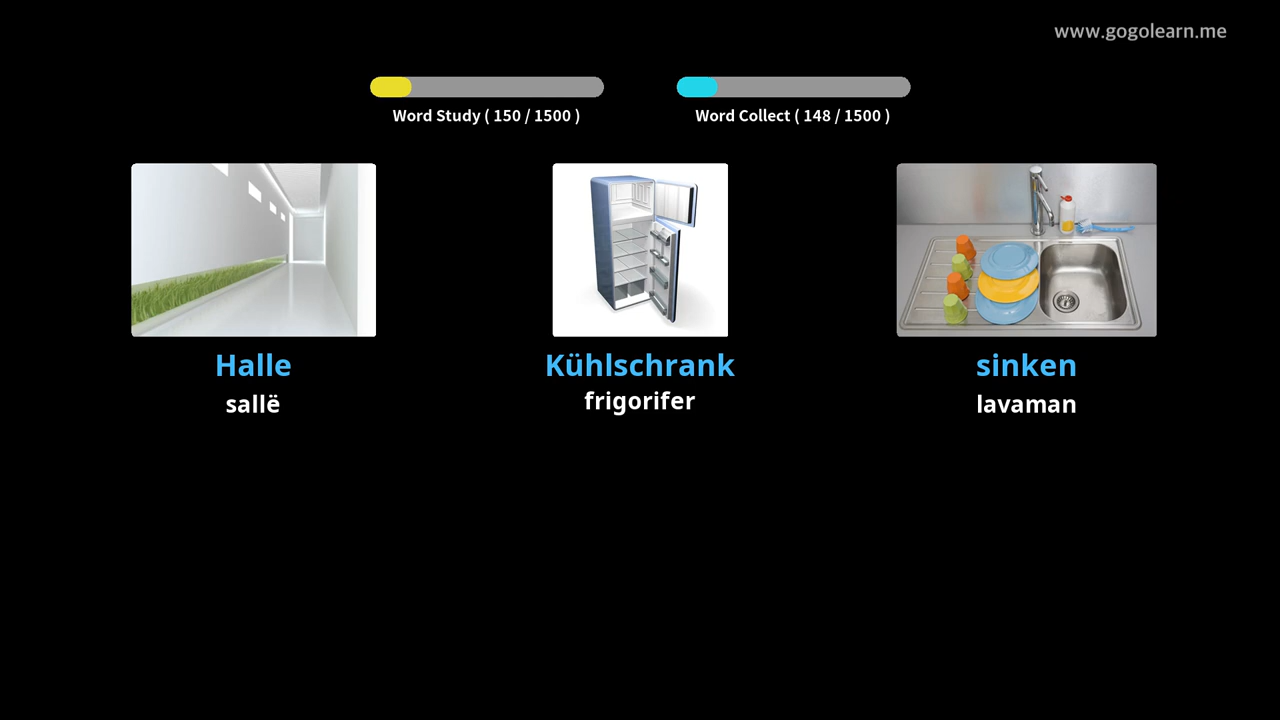 www.gogolearn.me
Word Study ( 150 / 1500 )
Word Collect ( 148 / 1500 )
Halle
sallë
Kühlschrank
frigorifer
sinken
lavaman